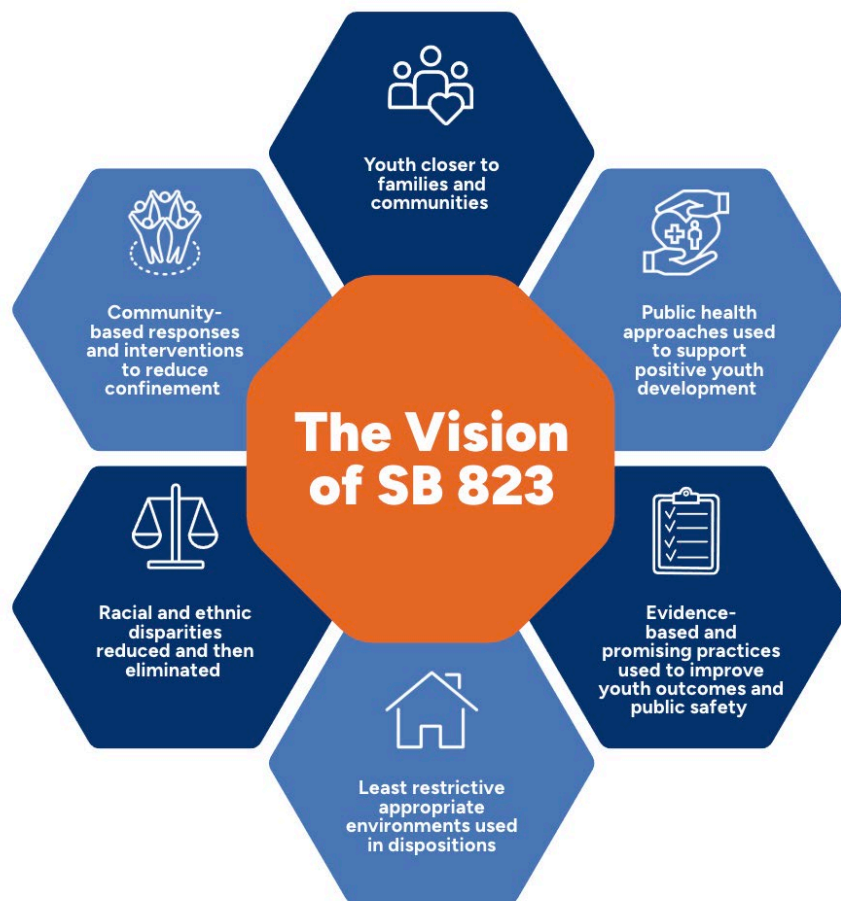 Youth closer to
families and
communities
Public health
approaches used
to support
positive youth
development
Evidence-
based and
promising practices
used to improve
youth outcomes and
public safety
Least restrictive
appropriate
environments used
in dispositions
Racial and ethnic
disparities
reduced and then
eliminated
Community-
based responses
and interventions
to reduce
confinement
The Vision
of SB 823